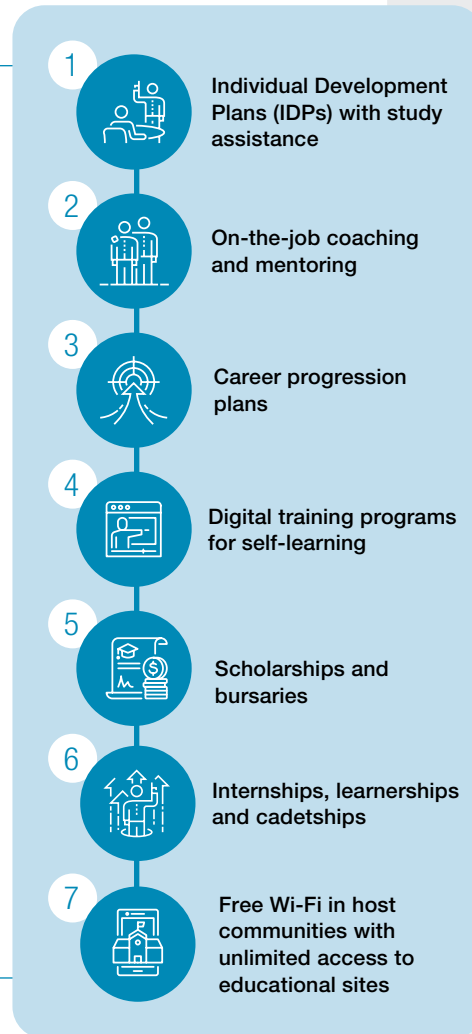 1
Individual Development
Plans (IDPs) with study
assistance
2
On-the-job coaching
and mentoring
3
Career progression
plans
4
Digital training programs
for self-learning
5
Scholarships and
bursaries
6
Internships, learnerships
and cadetships
7
Free Wi-Fi in host
communities with
unlimited access to
educational sites